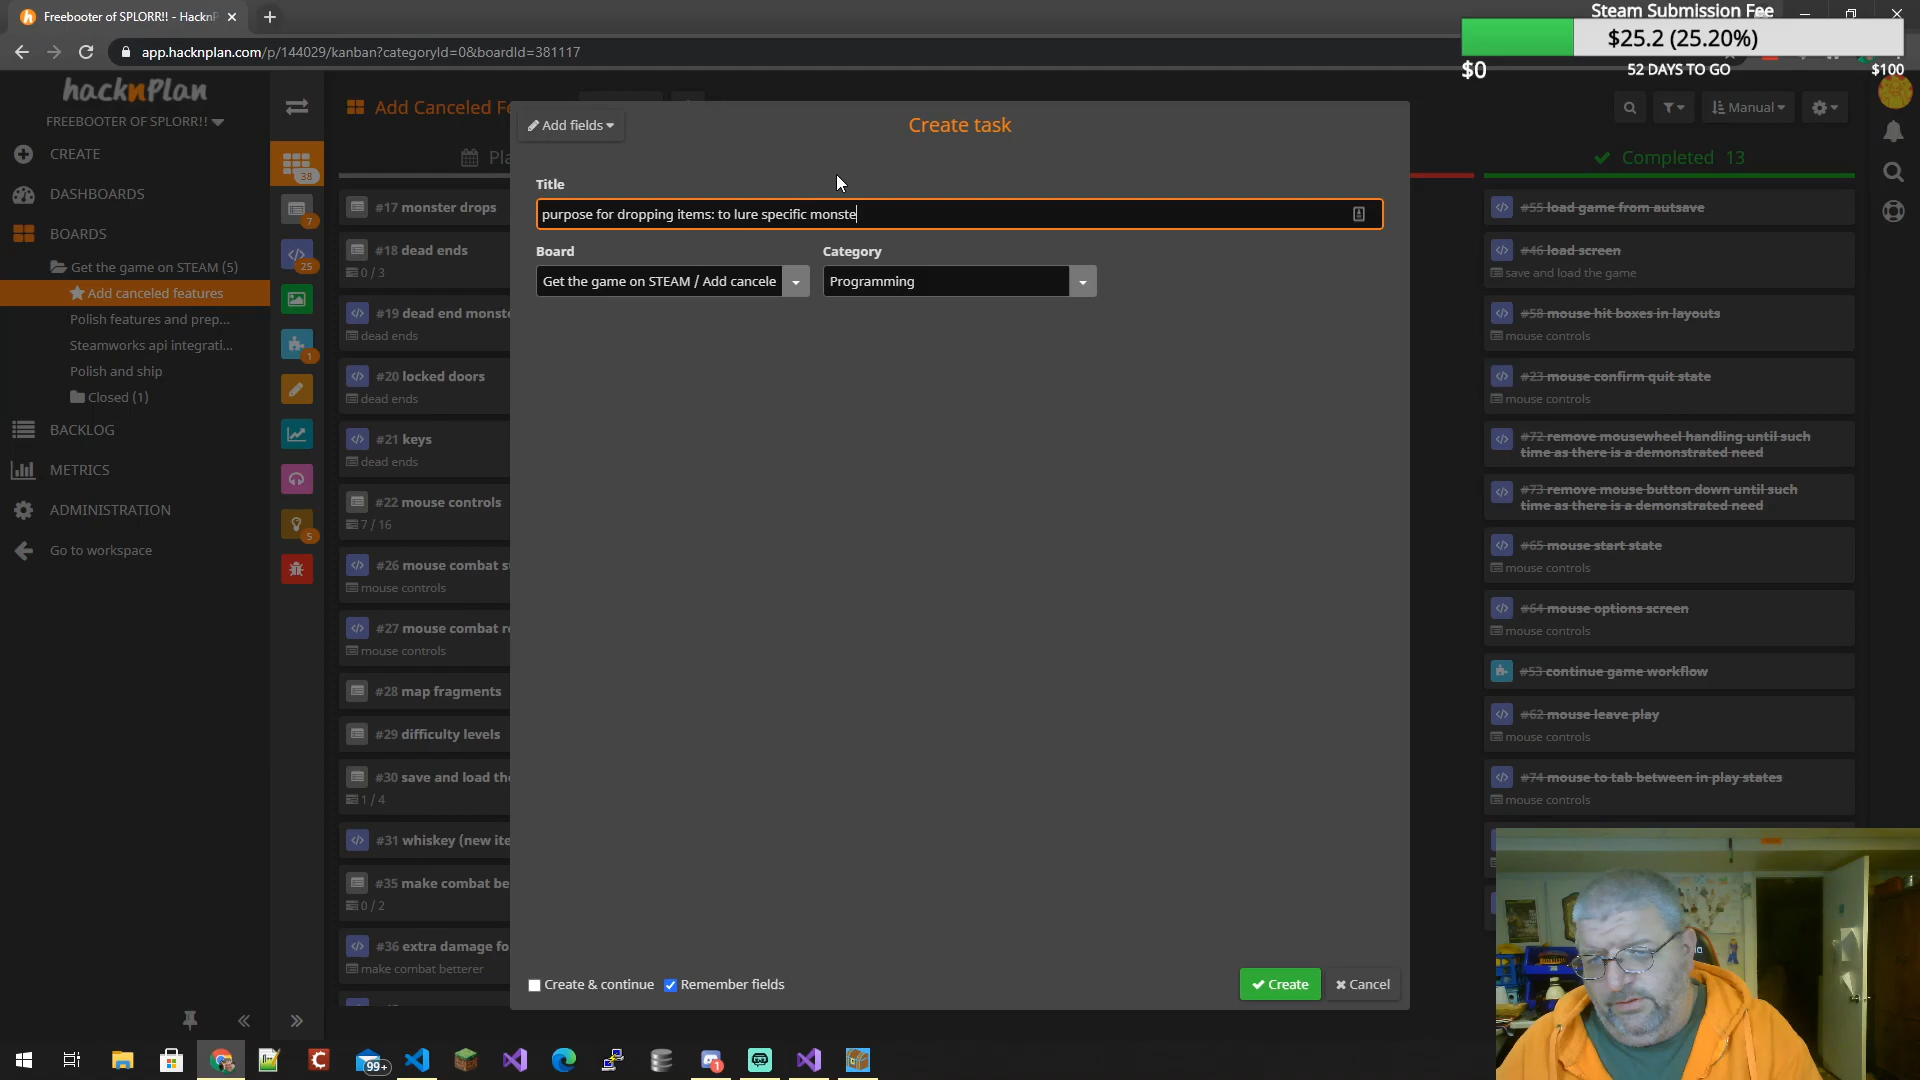 Freebooter of SPLORR!! - HacknP
Steam Submission Fee
$25.2 (25.20%)
$0
52 DAYS TO GO
$100
app.hacknplan.com/p/144029/kanban?categoryId=0&boardId=381117
hacknPlan
FREEBOOTER OF SPLORR!!
CREATE
DASHBOARDS
BOARDS
Get the game on STEAM (5)
Add canceled features
Polish features and prep...
Steamworks api integrati...
Polish and ship
Closed (1)
BACKLOG
METRICS
ADMINISTRATION
Go to workspace
38
7
25
1
5
Add Canceled Fe
Pla
#17 monster drops
#18 dead ends
0 / 3
#19 dead end monste
dead ends
#20 locked doors
dead ends
#21 keys
dead ends
#22 mouse controls
7 / 16
#26 mouse combat s
mouse controls
#27 mouse combat re
mouse controls
#28 map fragments
#29 difficulty levels
#30 save and load the
1 / 4
#31 whiskey (new ite
#35 make combat be
0 / 2
#36 extra damage fo
make combat betterer
Add fields
Create task
Title
purpose for dropping items: to lure specific monste
Board
Category
Get the game on STEAM / Add cancele
Programming
Create & continue
Remember fields
Create
Cancel
Manual
Completed 13
#55 load game from autsave
#46 load screen
save and load the game
#58 mouse hit boxes in layouts
mouse controls
#23 mouse confirm quit state
mouse controls
#72 remove mousewheel handling until such
time as there is a demonstrated need
#73 remove mouse button down until such
time as there is a demonstrated need
#65 mouse start state
mouse controls
#64 mouse options screen
mouse controls
#53 continue game workflow
#62 mouse leave play
mouse controls
#74 mouse to tab between in play states
mouse controls
99+
1